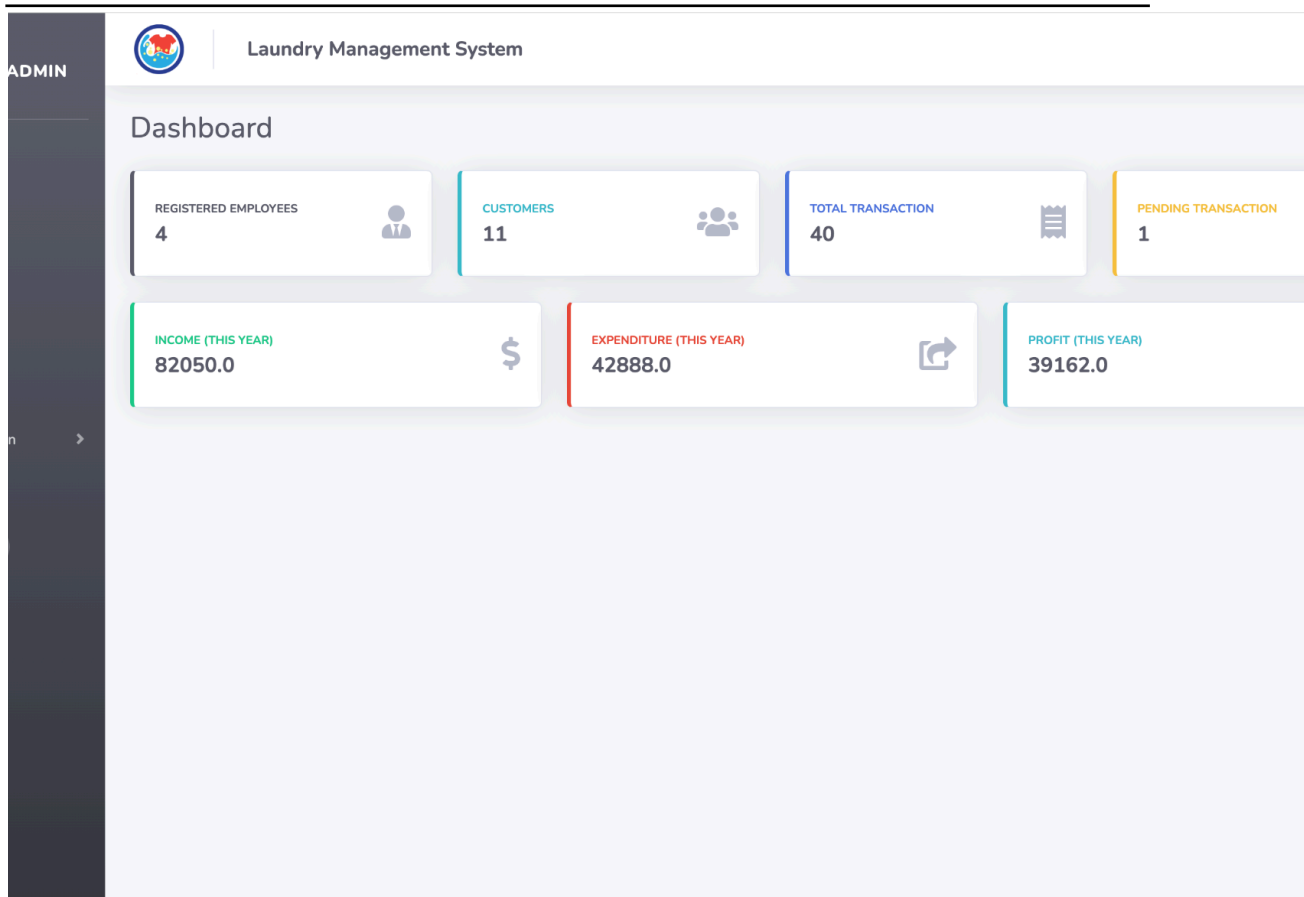 ADMIN
Laundry Management System
Dashboard
REGISTERED EMPLOYEES
4
CUSTOMERS
11
TOTAL TRANSACTION
40
PENDING TRANSACTION
1
INCOME (THIS YEAR)
82050.0
$
EXPENDITURE (THIS YEAR)
42888.0
PROFIT (THIS YEAR)
39162.0
n